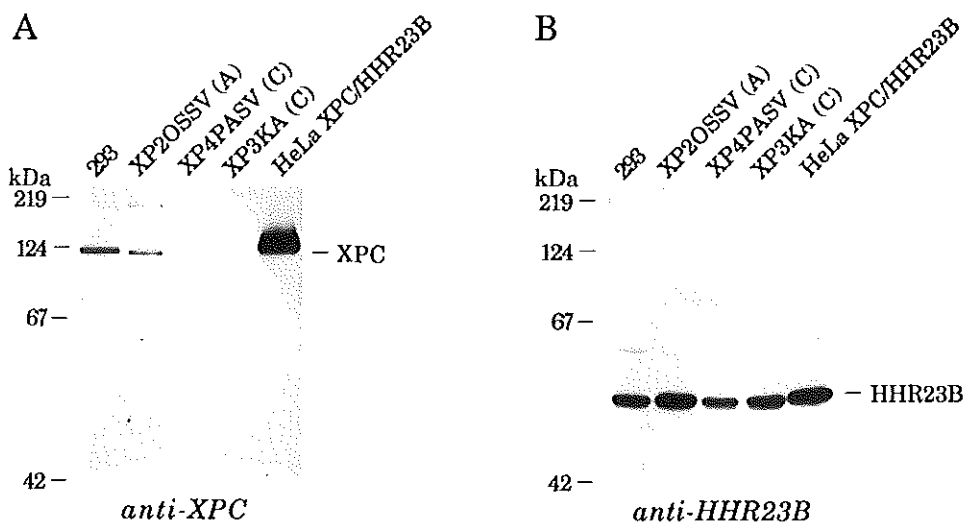 A
293
XP2OSSV (A)
XP4PASV (C)
XP3KA (C)
HeLa XPC/HHR23B
kDa
219
124
67
42
XPC
anti-XPC
B
293
XP2OSSV (A)
XP4PASV (C)
XP3KA (C)
HeLa XPC/HHR23B
kDa
219
124
67
42
HHR23B
anti-HHR23B